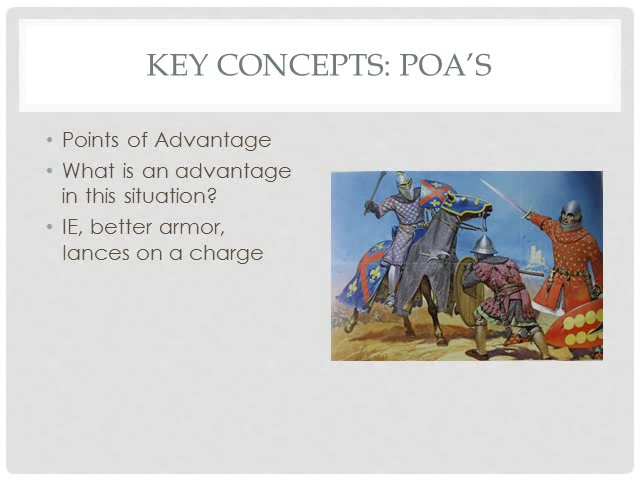 KEY CONCEPTS: POA’S
• Points of Advantage
• What is an advantage
in this situation?
• IE, better armor,
lances on a charge